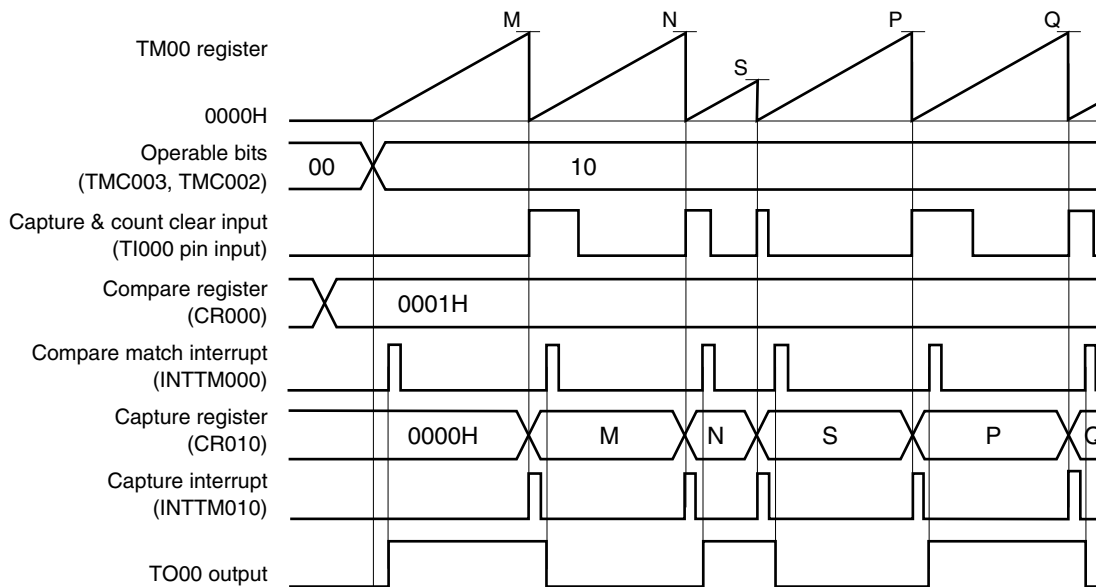 M N S P Q
TM00 register
0000H
Operable bits
(TMC003, TMC002)
00 10
Capture & count clear input
(TI000 pin input)
Compare register
(CR000)
0001H
Compare match interrupt
(INTTM000)
Capture register
(CR010)
0000H M N S P Q
Capture interrupt
(INTTM010)
TO00 output